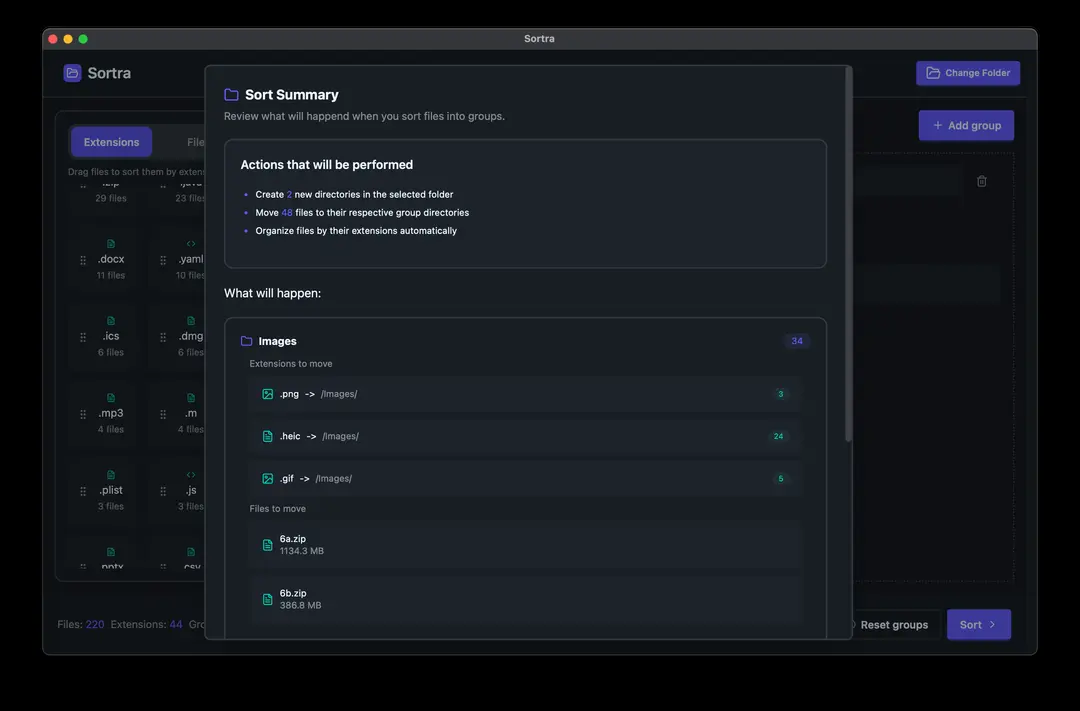 Sortra
Sortra
Change Folder
Add group
Extensions
File
Drag files to sort them by extens
.zip
29 files
.java
23 files
.docx
11 files
.yaml
10 files
.ics
6 files
.dmg
6 files
.mp3
4 files
.m
4 files
.plist
3 files
.js
3 files
.pptx
.csv
Sort Summary
Review what will happend when you sort files into groups.
Actions that will be performed
• Create 2 new directories in the selected folder
• Move 48 files to their respective group directories
• Organize files by their extensions automatically
What will happen:
Images 34
Extensions to move
.png -> /Images/ 3
.heic -> /Images/ 24
.gif -> /Images/ 5
Files to move
6a.zip
1134.3 MB
6b.zip
386.8 MB
Files: 220 Extensions: 44 Gro
Reset groups
Sort >